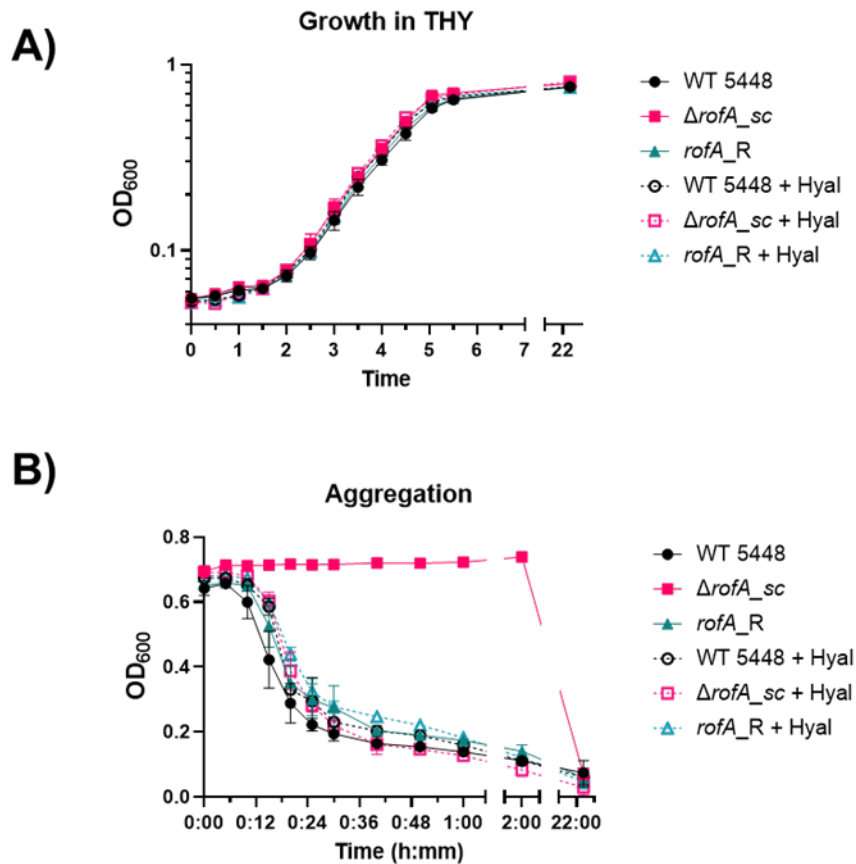 A)
Growth in THY
OD600
1
0.1
0 1 2 3 4 5 6 7 22
Time
WT 5448
ΔrofA_sc
rofA_R
WT 5448 + Hyal
ΔrofA_sc + Hyal
rofA_R + Hyal
B)
Aggregation
OD600
0.8
0.6
0.4
0.2
0.0
0:00 0:12 0:24 0:36 0:48 1:00 2:00 22:00
Time (h:mm)
WT 5448
ΔrofA_sc
rofA_R
WT 5448 + Hyal
ΔrofA_sc + Hyal
rofA_R + Hyal